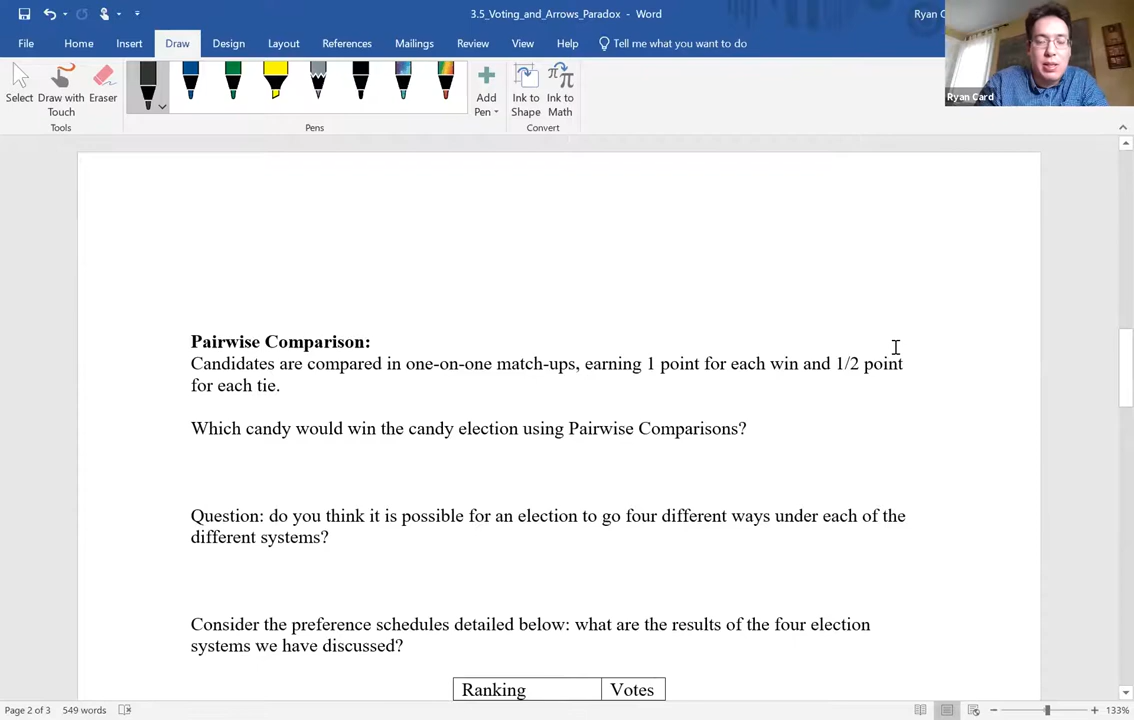 3.5_Voting_and_Arrows_Paradox - Word
Ryan C
File Home Insert Draw Design Layout References Mailings Review View Help Tell me what you want to do
Select Draw with Touch Eraser
Add Pen
Ink to Shape
Ink to Math
Tools Pens Convert
Ryan Card
Pairwise Comparison:
Candidates are compared in one-on-one match-ups, earning 1 point for each win and 1/2 point
for each tie.
Which candy would win the candy election using Pairwise Comparisons?
Question: do you think it is possible for an election to go four different ways under each of the
different systems?
Consider the preference schedules detailed below: what are the results of the four election
systems we have discussed?
Ranking Votes
Page 2 of 3 549 words 133%